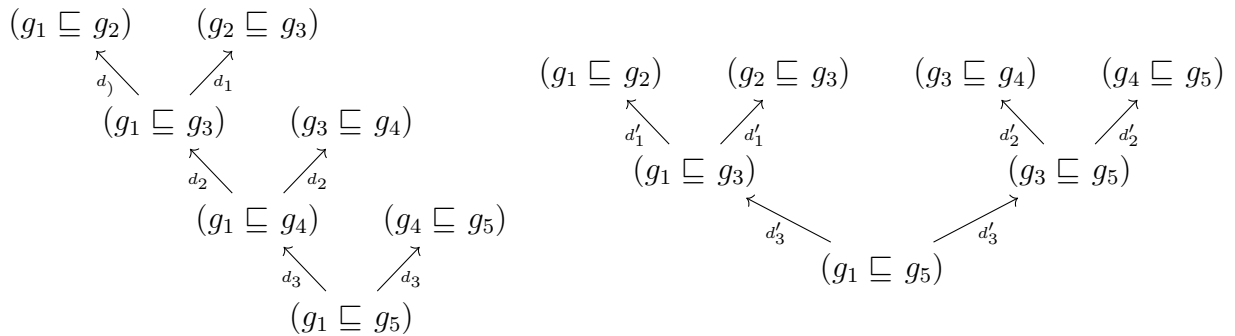 (g₁ ⊑ g₂) (g₂ ⊑ g₃)
d₎ d₁
(g₁ ⊑ g₃) (g₃ ⊑ g₄)
d₂ d₂
(g₁ ⊑ g₄) (g₄ ⊑ g₅)
d₃ d₃
(g₁ ⊑ g₅)
(g₁ ⊑ g₂) (g₂ ⊑ g₃) (g₃ ⊑ g₄) (g₄ ⊑ g₅)
d′₁ d′₁ d′₂ d′₂
(g₁ ⊑ g₃) (g₃ ⊑ g₅)
d′₃ d′₃
(g₁ ⊑ g₅)